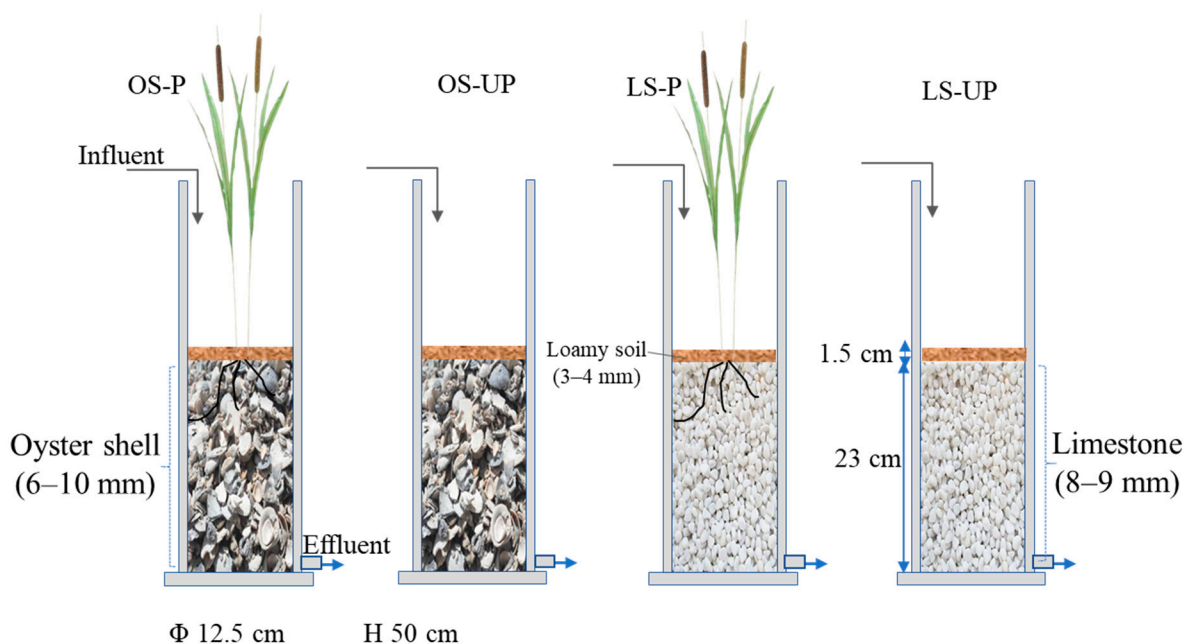 OS-P
OS-UP
LS-P
LS-UP
Influent
Loamy soil
(3–4 mm)
1.5 cm
Oyster shell
(6–10 mm)
23 cm
Limestone
(8–9 mm)
Effluent
Φ 12.5 cm
H 50 cm